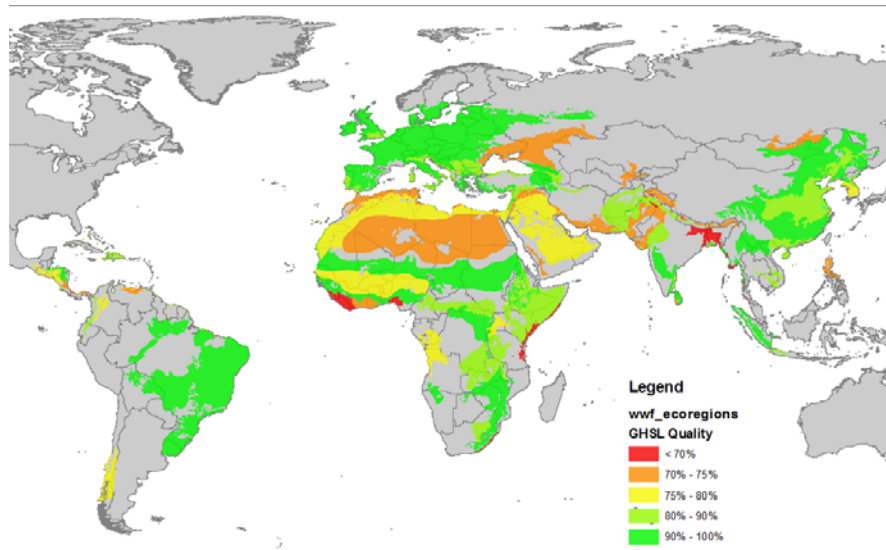 Legend
wwf_ecoregions
GHSL Quality
< 70%
70% - 75%
75% - 80%
80% - 90%
90% - 100%